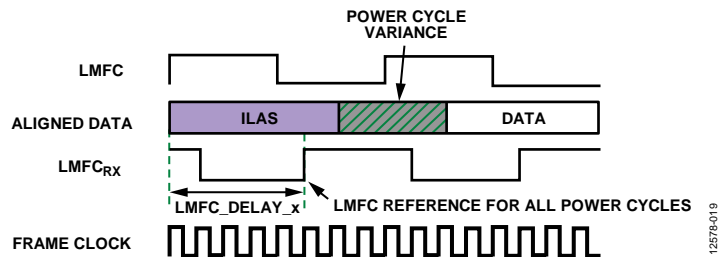 POWER CYCLE
VARIANCE
LMFC
ALIGNED DATA
ILAS
DATA
LMFCRX
LMFC_DELAY_x
LMFC REFERENCE FOR ALL POWER CYCLES
FRAME CLOCK
12578-019